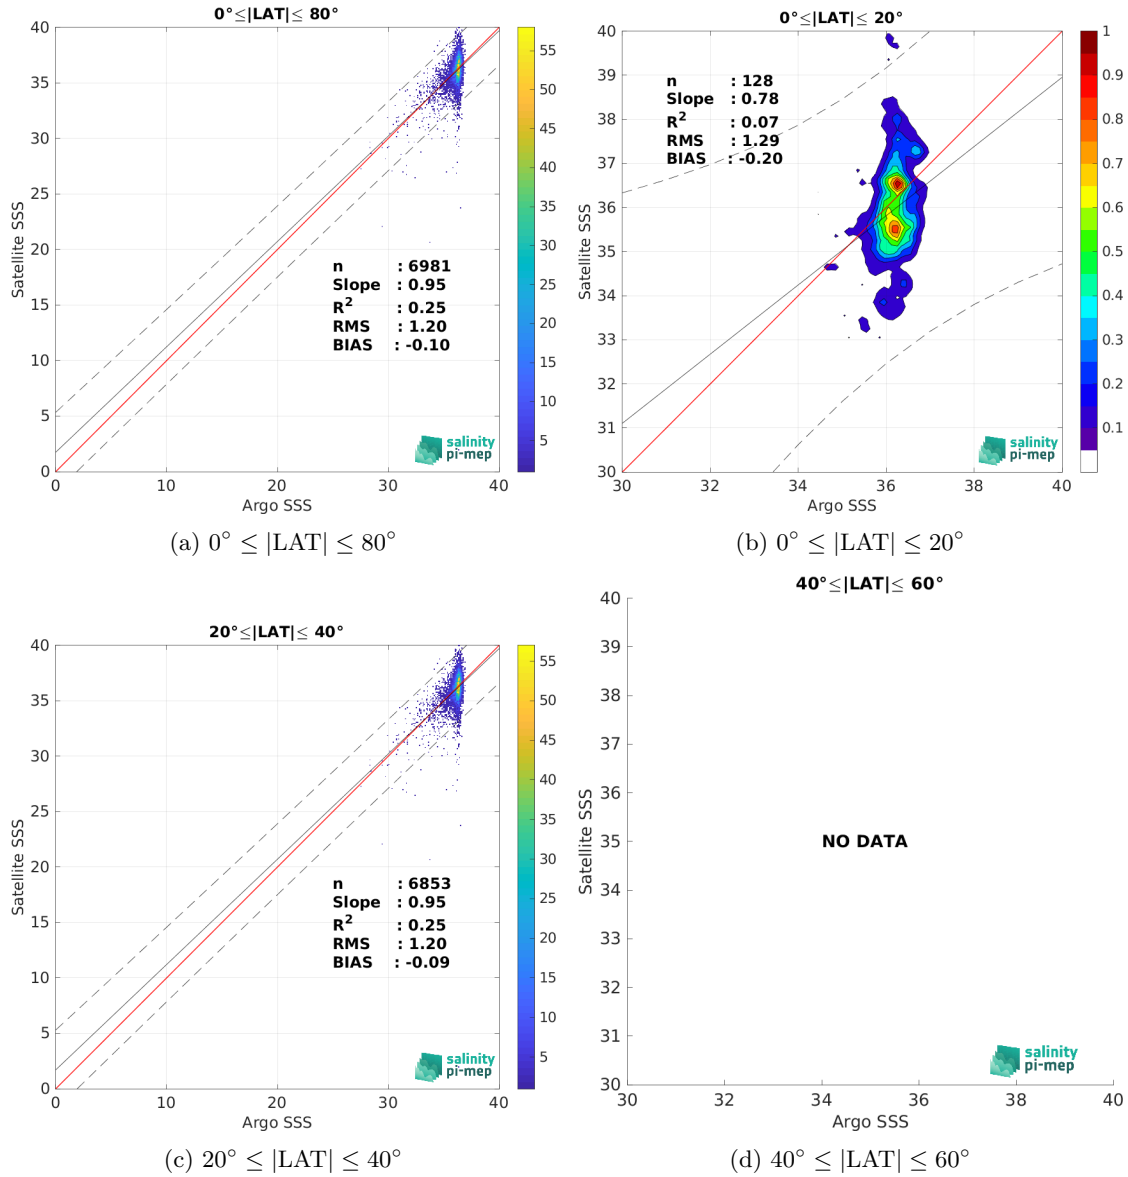 0°≤|LAT|≤ 80°
40
35
30
25
20
15
10
5
0
Satellite SSS
n : 6981
Slope : 0.95
R² : 0.25
RMS : 1.20
BIAS : -0.10
salinity
pi-mep
0 10 20 30 40
Argo SSS
55
50
45
40
35
30
25
20
15
10
5
(a) 0° ≤ |LAT| ≤ 80°
0°≤|LAT|≤ 20°
40
39
38
37
36
35
34
33
32
31
30
Satellite SSS
n : 128
Slope : 0.78
R² : 0.07
RMS : 1.29
BIAS : -0.20
salinity
pi-mep
30 32 34 36 38 40
Argo SSS
1
0.9
0.8
0.7
0.6
0.5
0.4
0.3
0.2
0.1
(b) 0° ≤ |LAT| ≤ 20°
20°≤|LAT|≤ 40°
40
35
30
25
20
15
10
5
0
Satellite SSS
n : 6853
Slope : 0.95
R² : 0.25
RMS : 1.20
BIAS : -0.09
salinity
pi-mep
0 10 20 30 40
Argo SSS
55
50
45
40
35
30
25
20
15
10
5
(c) 20° ≤ |LAT| ≤ 40°
40°≤|LAT|≤ 60°
40
39
38
37
36
35
34
33
32
31
30
Satellite SSS
NO DATA
salinity
pi-mep
30 32 34 36 38 40
Argo SSS
(d) 40° ≤ |LAT| ≤ 60°